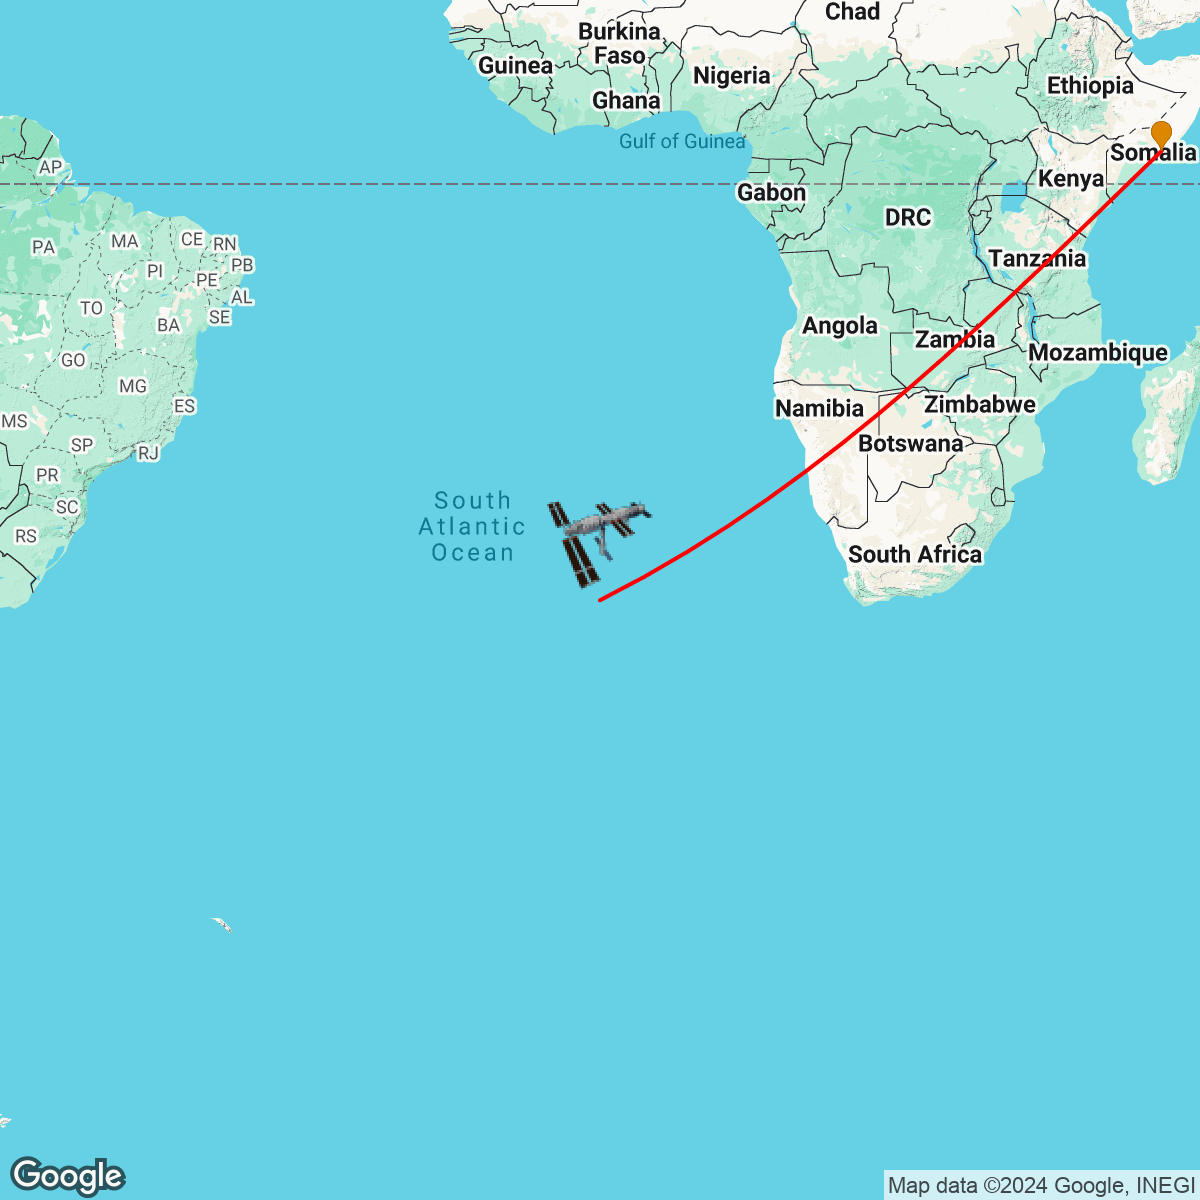 Chad
Burkina
Faso
Guinea
Nigeria
Ethiopia
Ghana
Gulf of Guinea
Somalia
AP
Kenya
Gabon
DRC
PA
MA
CE
RN
Tanzania
PI
PB
PE
TO
AL
SE
BA
Angola
Zambia
Mozambique
GO
MG
ES
Namibia
Zimbabwe
MS
SP
RJ
Botswana
PR
SC
South
Atlantic
Ocean
RS
South Africa
Google
Map data ©2024 Google, INEGI